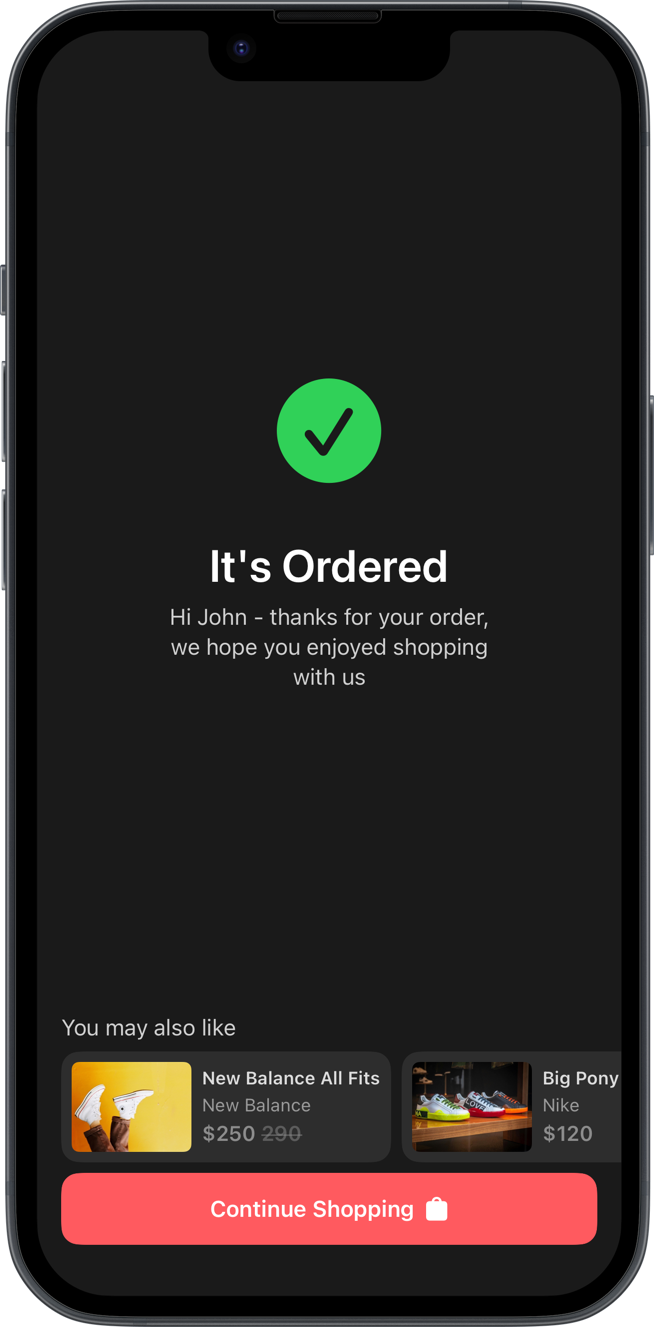 It's Ordered
Hi John - thanks for your order,
we hope you enjoyed shopping
with us
You may also like
New Balance All Fits
New Balance
$250 290
Big Pony
Nike
$120
LOVE
Continue Shopping